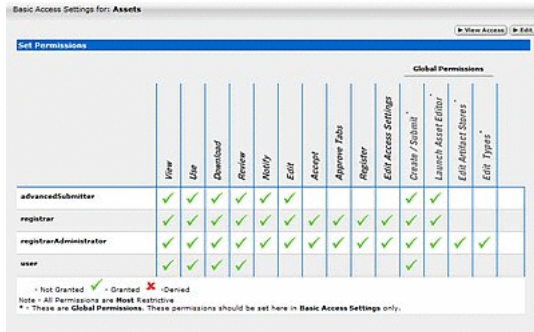 Basic Access Settings for: Assets
View Access Edit
Set Permissions
Global Permissions
View
Use
Download
Review
Notify
Edit
Accept
Approve Tabs
Register
Edit Access Settings
Create / Submit *
Launch Asset Editor *
Edit Artifact Stores *
Edit Types *
advancedSubmitter
registrar
registrarAdministrator
user
- Not Granted - Granted -Denied
Note - All Permissions are Most Restrictive
* - These are Global Permissions. These permissions should be set here in Basic Access Settings only.